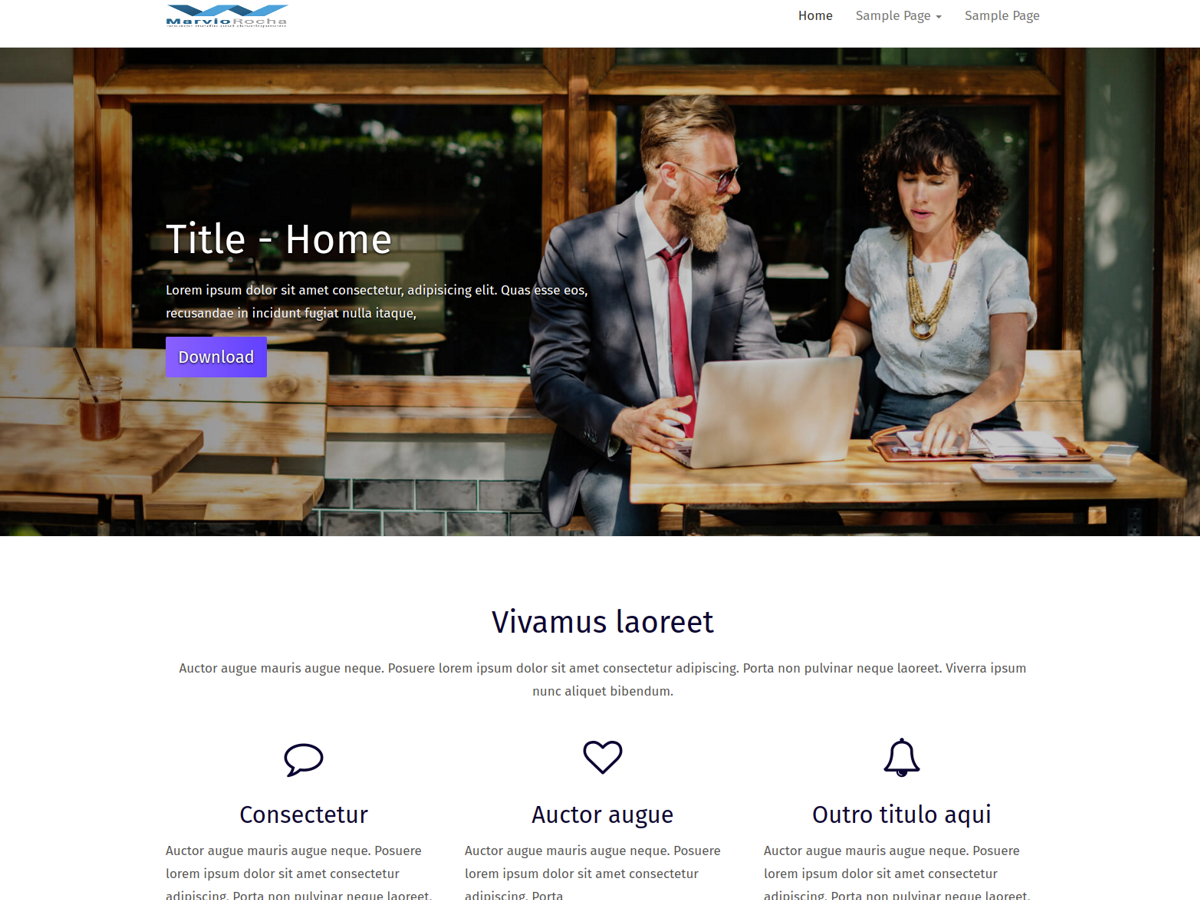 MarvioRocha
Home
Sample Page
Sample Page
Title - Home
Lorem ipsum dolor sit amet consectetur, adipisicing elit. Quas esse eos,
recusandae in incidunt fugiat nulla itaque,
Download
Vivamus laoreet
Auctor augue mauris augue neque. Posuere lorem ipsum dolor sit amet consectetur adipiscing. Porta non pulvinar neque laoreet. Viverra ipsum
nunc aliquet bibendum.
Consectetur
Auctor augue mauris augue neque. Posuere
lorem ipsum dolor sit amet consectetur
adipiscing. Porta non pulvinar neque laoreet.
Auctor augue
Auctor augue mauris augue neque. Posuere
lorem ipsum dolor sit amet consectetur
adipiscing. Porta
Outro titulo aqui
Auctor augue mauris augue neque. Posuere
lorem ipsum dolor sit amet consectetur
adipiscing. Porta non pulvinar neque laoreet.